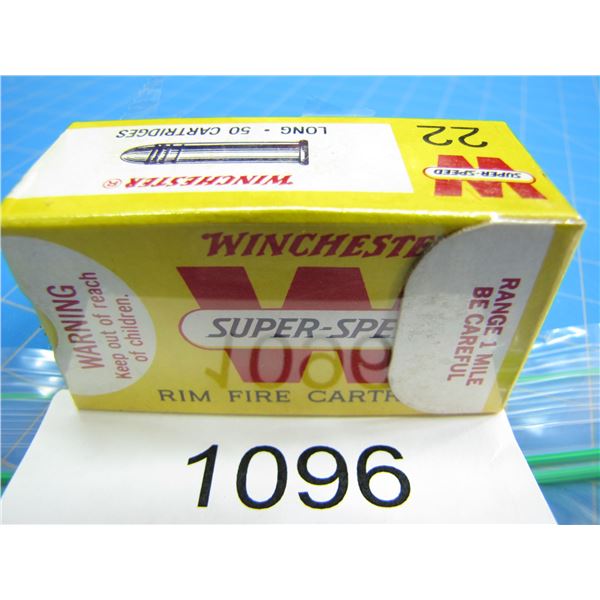 22
LONG · 50 CARTRIDGES
SUPER-SPEED
WINCHESTER®
WINCHESTE
SUPER-SPE
RIM FIRE CARTR
WARNING
Keep out of reach
of children.
RANGE 1 MILE
BE CAREFUL
1096